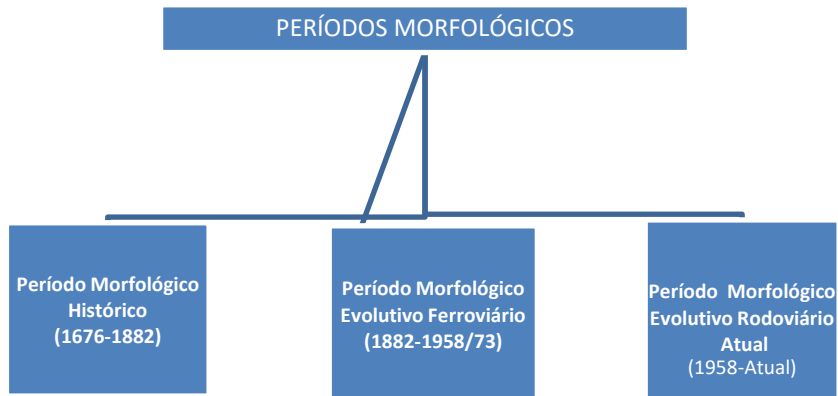 PERÍODOS MORFOLÓGICOS
Período Morfológico
Histórico
(1676-1882)
Período Morfológico
Evolutivo Ferroviário
(1882-1958/73)
Período Morfológico
Evolutivo Rodoviário
Atual
(1958-Atual)